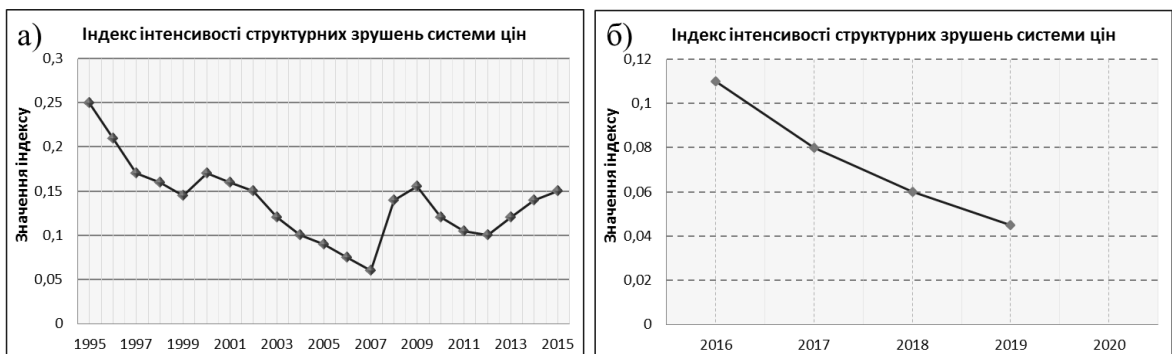 а)
Індекс інтенсивості структурних зрушень системи цін
Значення індексу
0,3
0,25
0,2
0,15
0,1
0,05
0
1995 1997 1999 2001 2003 2005 2007 2009 2011 2013 2015
б)
Індекс інтенсивості структурних зрушень системи цін
Значення індексу
0,12
0,1
0,08
0,06
0,04
0,02
0
2016 2017 2018 2019 2020